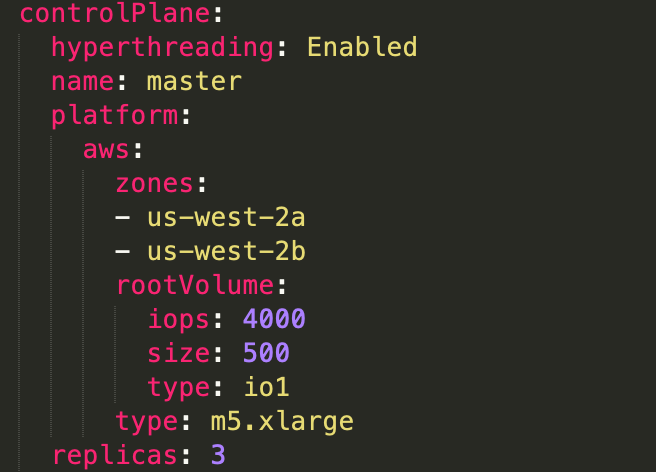 controlPlane:
  hyperthreading: Enabled
  name: master
  platform:
    aws:
      zones:
      - us-west-2a
      - us-west-2b
      rootVolume:
        iops: 4000
        size: 500
        type: io1
      type: m5.xlarge
  replicas: 3